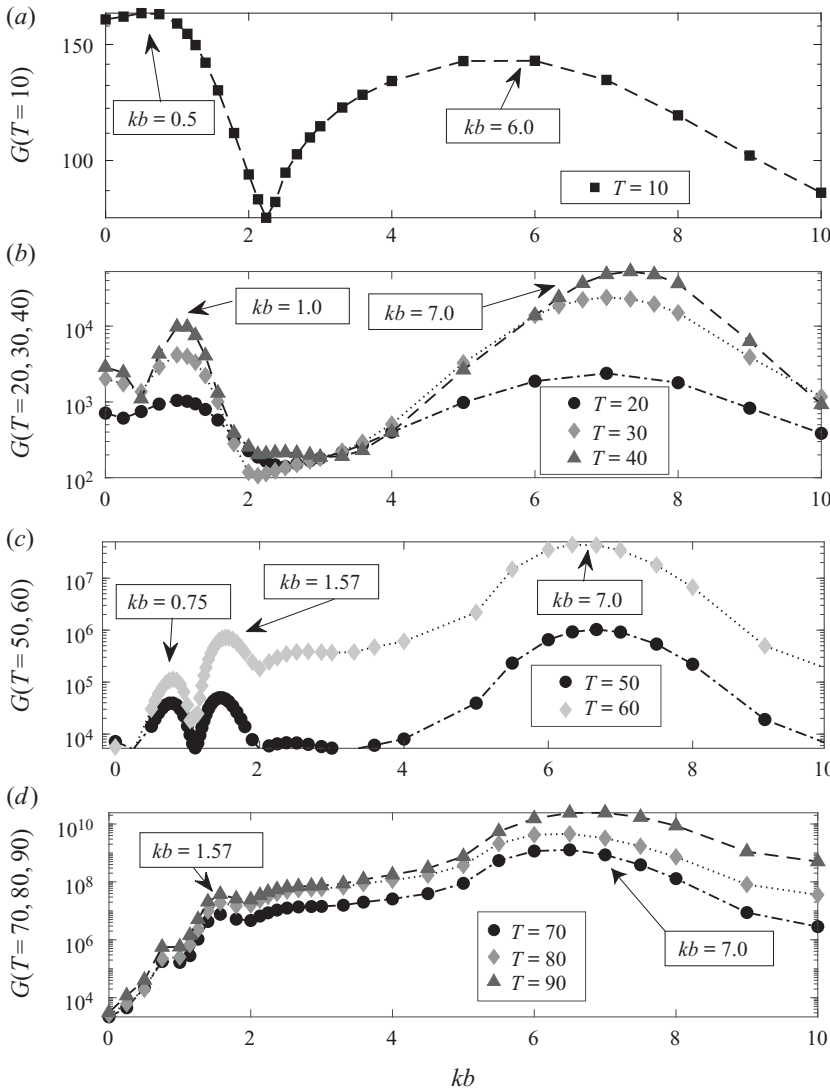 (a)
150
100
G(T = 10)
kb = 0.5
kb = 6.0
T = 10
0 2 4 6 8 10
(b)
10^4
10^3
10^2
G(T = 20, 30, 40)
kb = 1.0
kb = 7.0
T = 20
T = 30
T = 40
0 2 4 6 8 10
(c)
10^7
10^6
10^5
10^4
G(T = 50, 60)
kb = 0.75
kb = 1.57
kb = 7.0
T = 50
T = 60
0 2 4 6 8 10
(d)
10^10
10^8
10^6
10^4
G(T = 70, 80, 90)
kb = 1.57
kb = 7.0
T = 70
T = 80
T = 90
0 2 4 6 8 10
kb